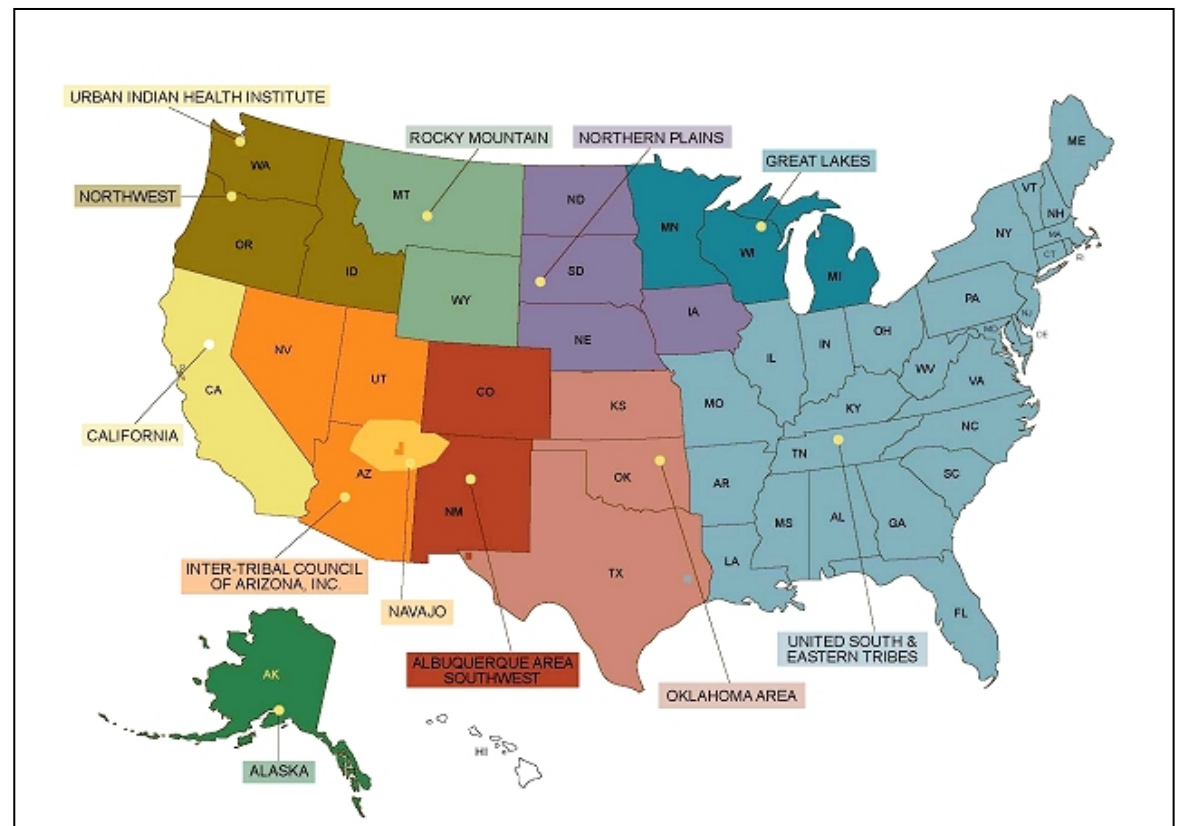 URBAN INDIAN HEALTH INSTITUTE
ROCKY MOUNTAIN
NORTHERN PLAINS
GREAT LAKES
NORTHWEST
WA
OR
ID
MT
WY
ND
SD
NE
IA
MN
WI
MI
ME
VT
NH
MA
CT
RI
NY
PA
NJ
DE
MD
OH
IN
IL
WV
VA
KY
MO
CA
NV
UT
CO
KS
AZ
NM
OK
TX
AR
LA
TN
NC
SC
MS
AL
GA
FL
CALIFORNIA
INTER-TRIBAL COUNCIL
OF ARIZONA, INC.
NAVAJO
ALBUQUERQUE AREA
SOUTHWEST
OKLAHOMA AREA
UNITED SOUTH &
EASTERN TRIBES
AK
ALASKA
HI